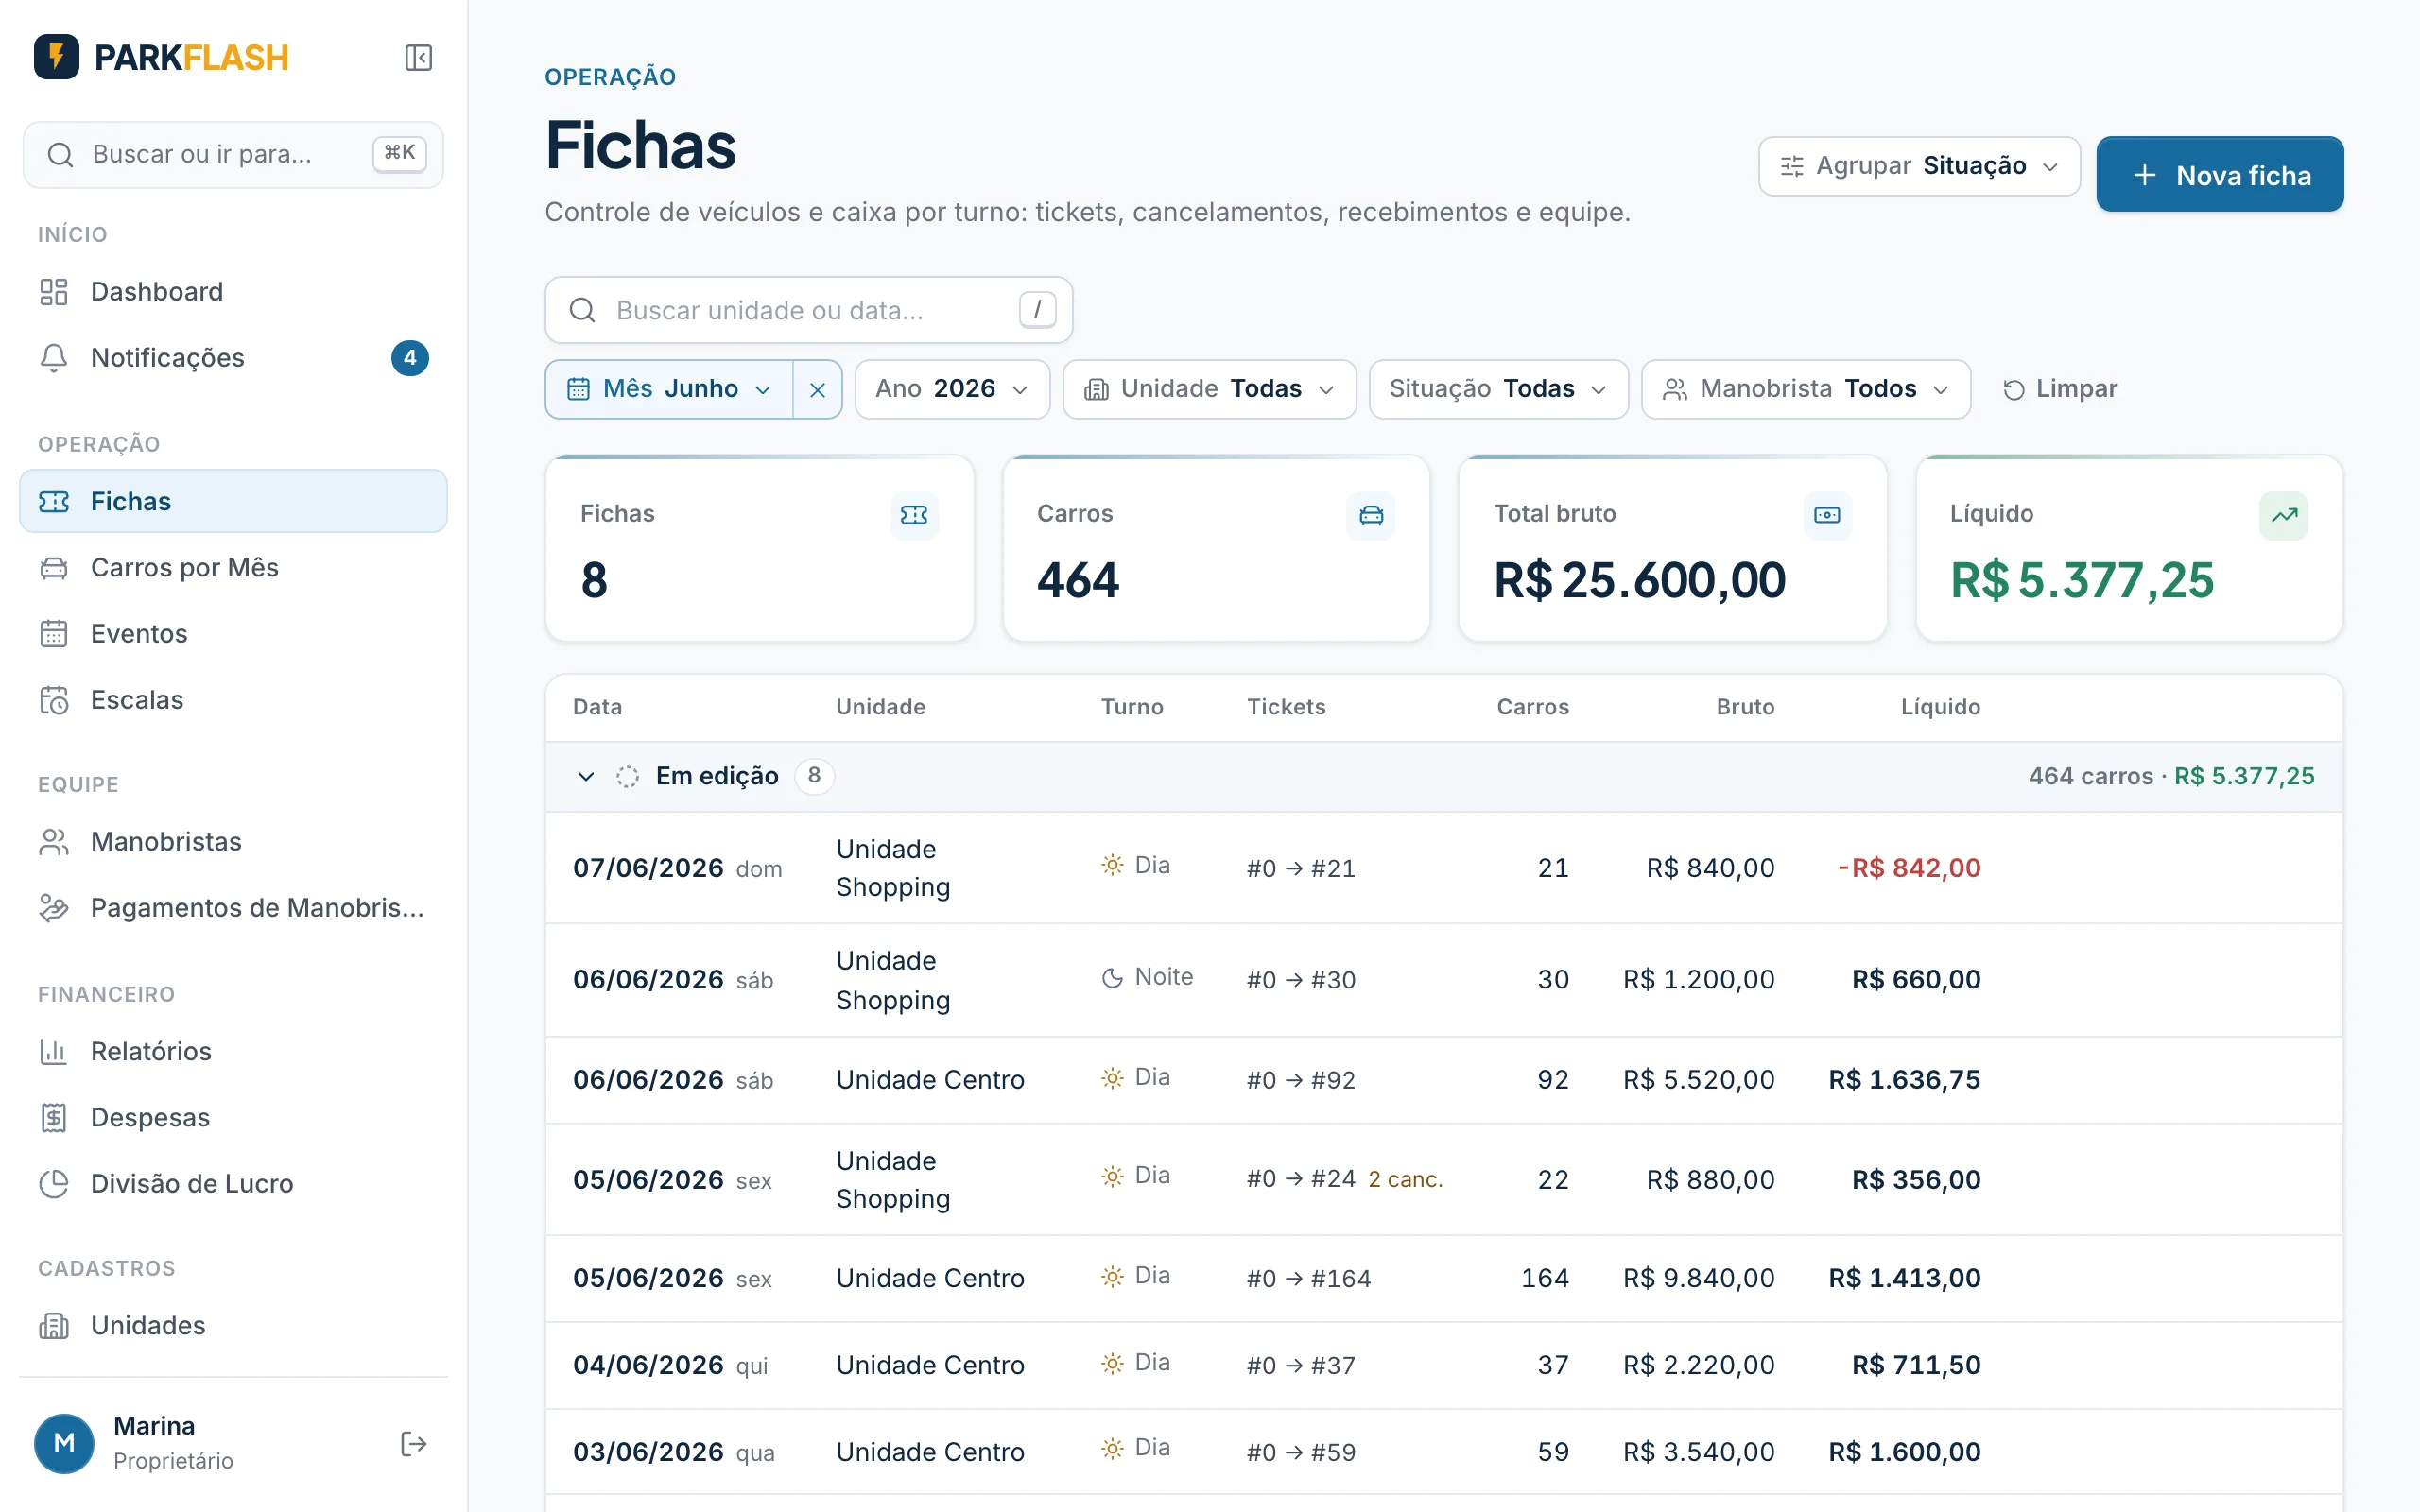 PARKFLASH
Buscar ou ir para... ⌘K
INÍCIO
Dashboard
Notificações 4
OPERAÇÃO
Fichas
Carros por Mês
Eventos
Escalas
EQUIPE
Manobristas
Pagamentos de Manobris...
FINANCEIRO
Relatórios
Despesas
Divisão de Lucro
CADASTROS
Unidades
M Marina
Proprietário
OPERAÇÃO
Fichas
Controle de veículos e caixa por turno: tickets, cancelamentos, recebimentos e equipe.
Agrupar Situação
+ Nova ficha
Buscar unidade ou data... /
Mês Junho × Ano 2026 Unidade Todas Situação Todas Manobrista Todos Limpar
Fichas
8
Carros
464
Total bruto
R$ 25.600,00
Líquido
R$ 5.377,25
Data Unidade Turno Tickets Carros Bruto Líquido
Em edição 8 464 carros · R$ 5.377,25
07/06/2026 dom Unidade Shopping Dia #0 → #21 21 R$ 840,00 -R$ 842,00
06/06/2026 sáb Unidade Shopping Noite #0 → #30 30 R$ 1.200,00 R$ 660,00
06/06/2026 sáb Unidade Centro Dia #0 → #92 92 R$ 5.520,00 R$ 1.636,75
05/06/2026 sex Unidade Shopping Dia #0 → #24 2 canc. 22 R$ 880,00 R$ 356,00
05/06/2026 sex Unidade Centro Dia #0 → #164 164 R$ 9.840,00 R$ 1.413,00
04/06/2026 qui Unidade Centro Dia #0 → #37 37 R$ 2.220,00 R$ 711,50
03/06/2026 qua Unidade Centro Dia #0 → #59 59 R$ 3.540,00 R$ 1.600,00